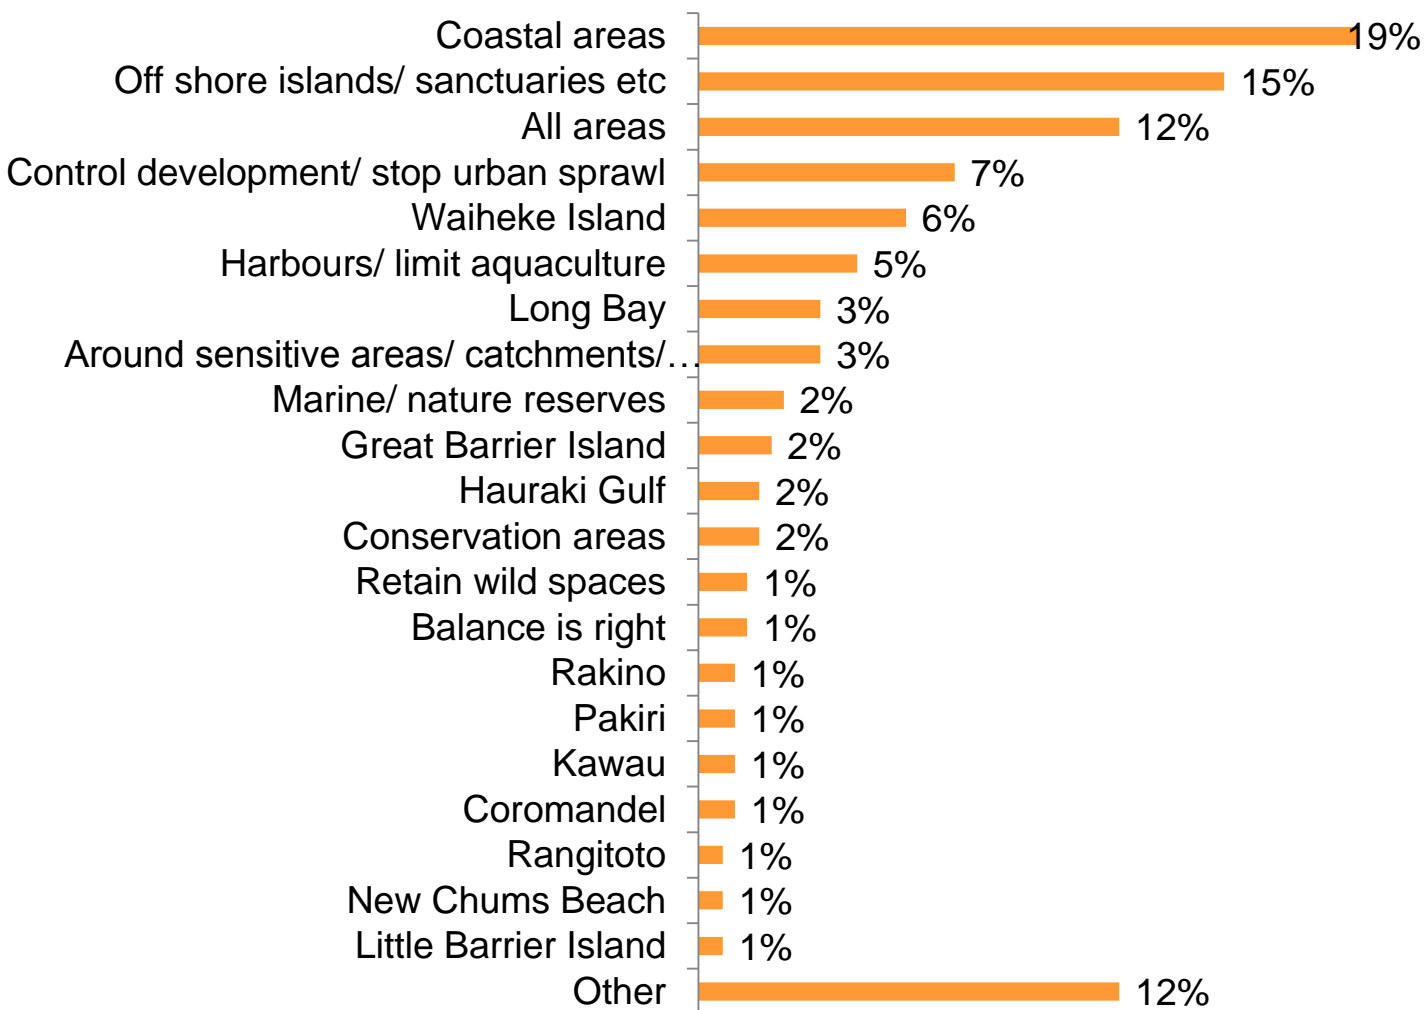 Coastal areas 19%
Off shore islands/ sanctuaries etc 15%
All areas 12%
Control development/ stop urban sprawl 7%
Waiheke Island 6%
Harbours/ limit aquaculture 5%
Long Bay 3%
Around sensitive areas/ catchments/… 3%
Marine/ nature reserves 2%
Great Barrier Island 2%
Hauraki Gulf 2%
Conservation areas 2%
Retain wild spaces 1%
Balance is right 1%
Rakino 1%
Pakiri 1%
Kawau 1%
Coromandel 1%
Rangitoto 1%
New Chums Beach 1%
Little Barrier Island 1%
Other 12%